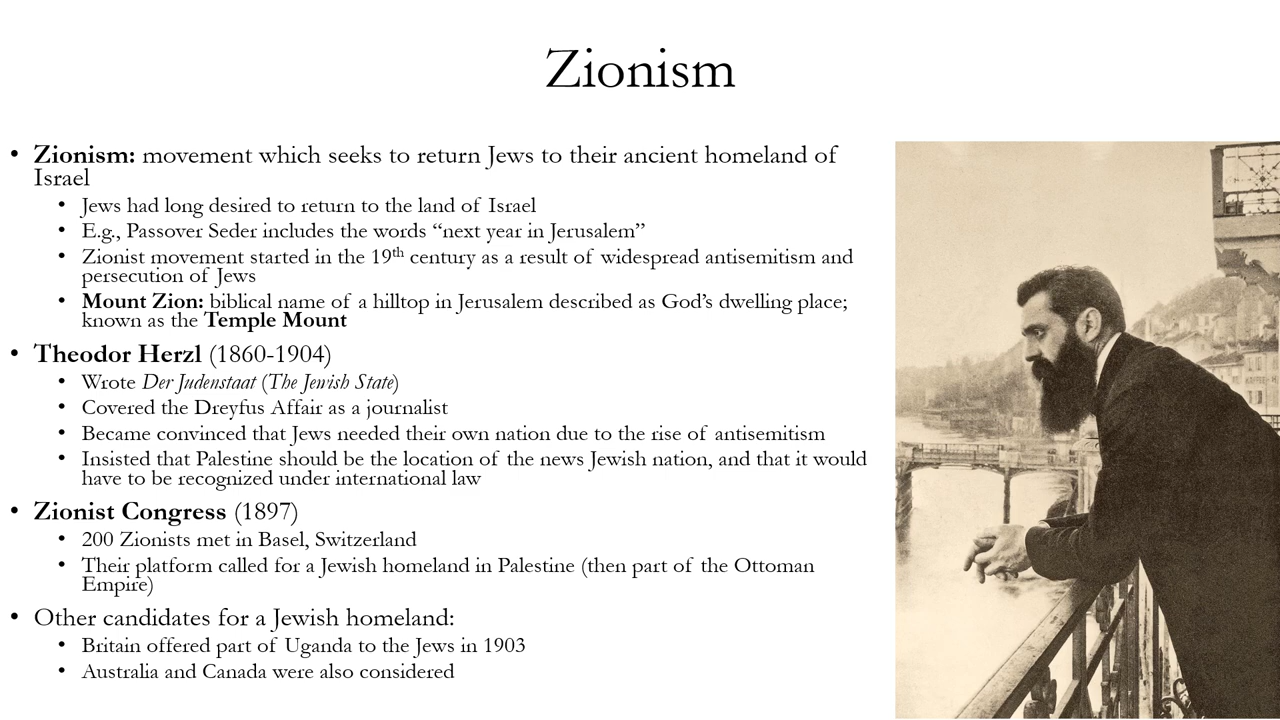 Zionism
• Zionism: movement which seeks to return Jews to their ancient homeland of
Israel
• Jews had long desired to return to the land of Israel
• E.g., Passover Seder includes the words “next year in Jerusalem”
• Zionist movement started in the 19th century as a result of widespread antisemitism and
persecution of Jews
• Mount Zion: biblical name of a hilltop in Jerusalem described as God’s dwelling place;
known as the Temple Mount
• Theodor Herzl (1860-1904)
• Wrote Der Judenstaat (The Jewish State)
• Covered the Dreyfus Affair as a journalist
• Became convinced that Jews needed their own nation due to the rise of antisemitism
• Insisted that Palestine should be the location of the news Jewish nation, and that it would
have to be recognized under international law
• Zionist Congress (1897)
• 200 Zionists met in Basel, Switzerland
• Their platform called for a Jewish homeland in Palestine (then part of the Ottoman
Empire)
• Other candidates for a Jewish homeland:
• Britain offered part of Uganda to the Jews in 1903
• Australia and Canada were also considered